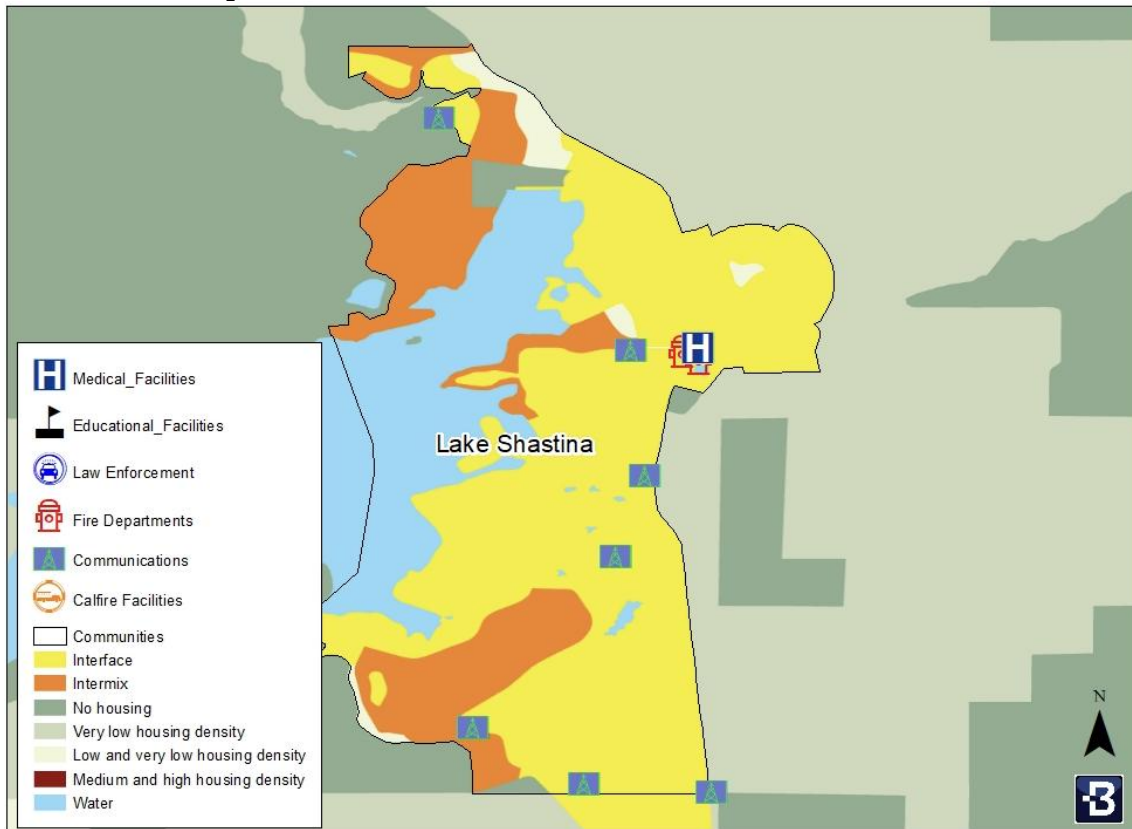 Lake Shastina
H
H
Medical_Facilities
Educational_Facilities
Law Enforcement
Fire Departments
Communications
Calfire Facilities
Communities
Interface
Intermix
No housing
Very low housing density
Low and very low housing density
Medium and high housing density
Water
N
B